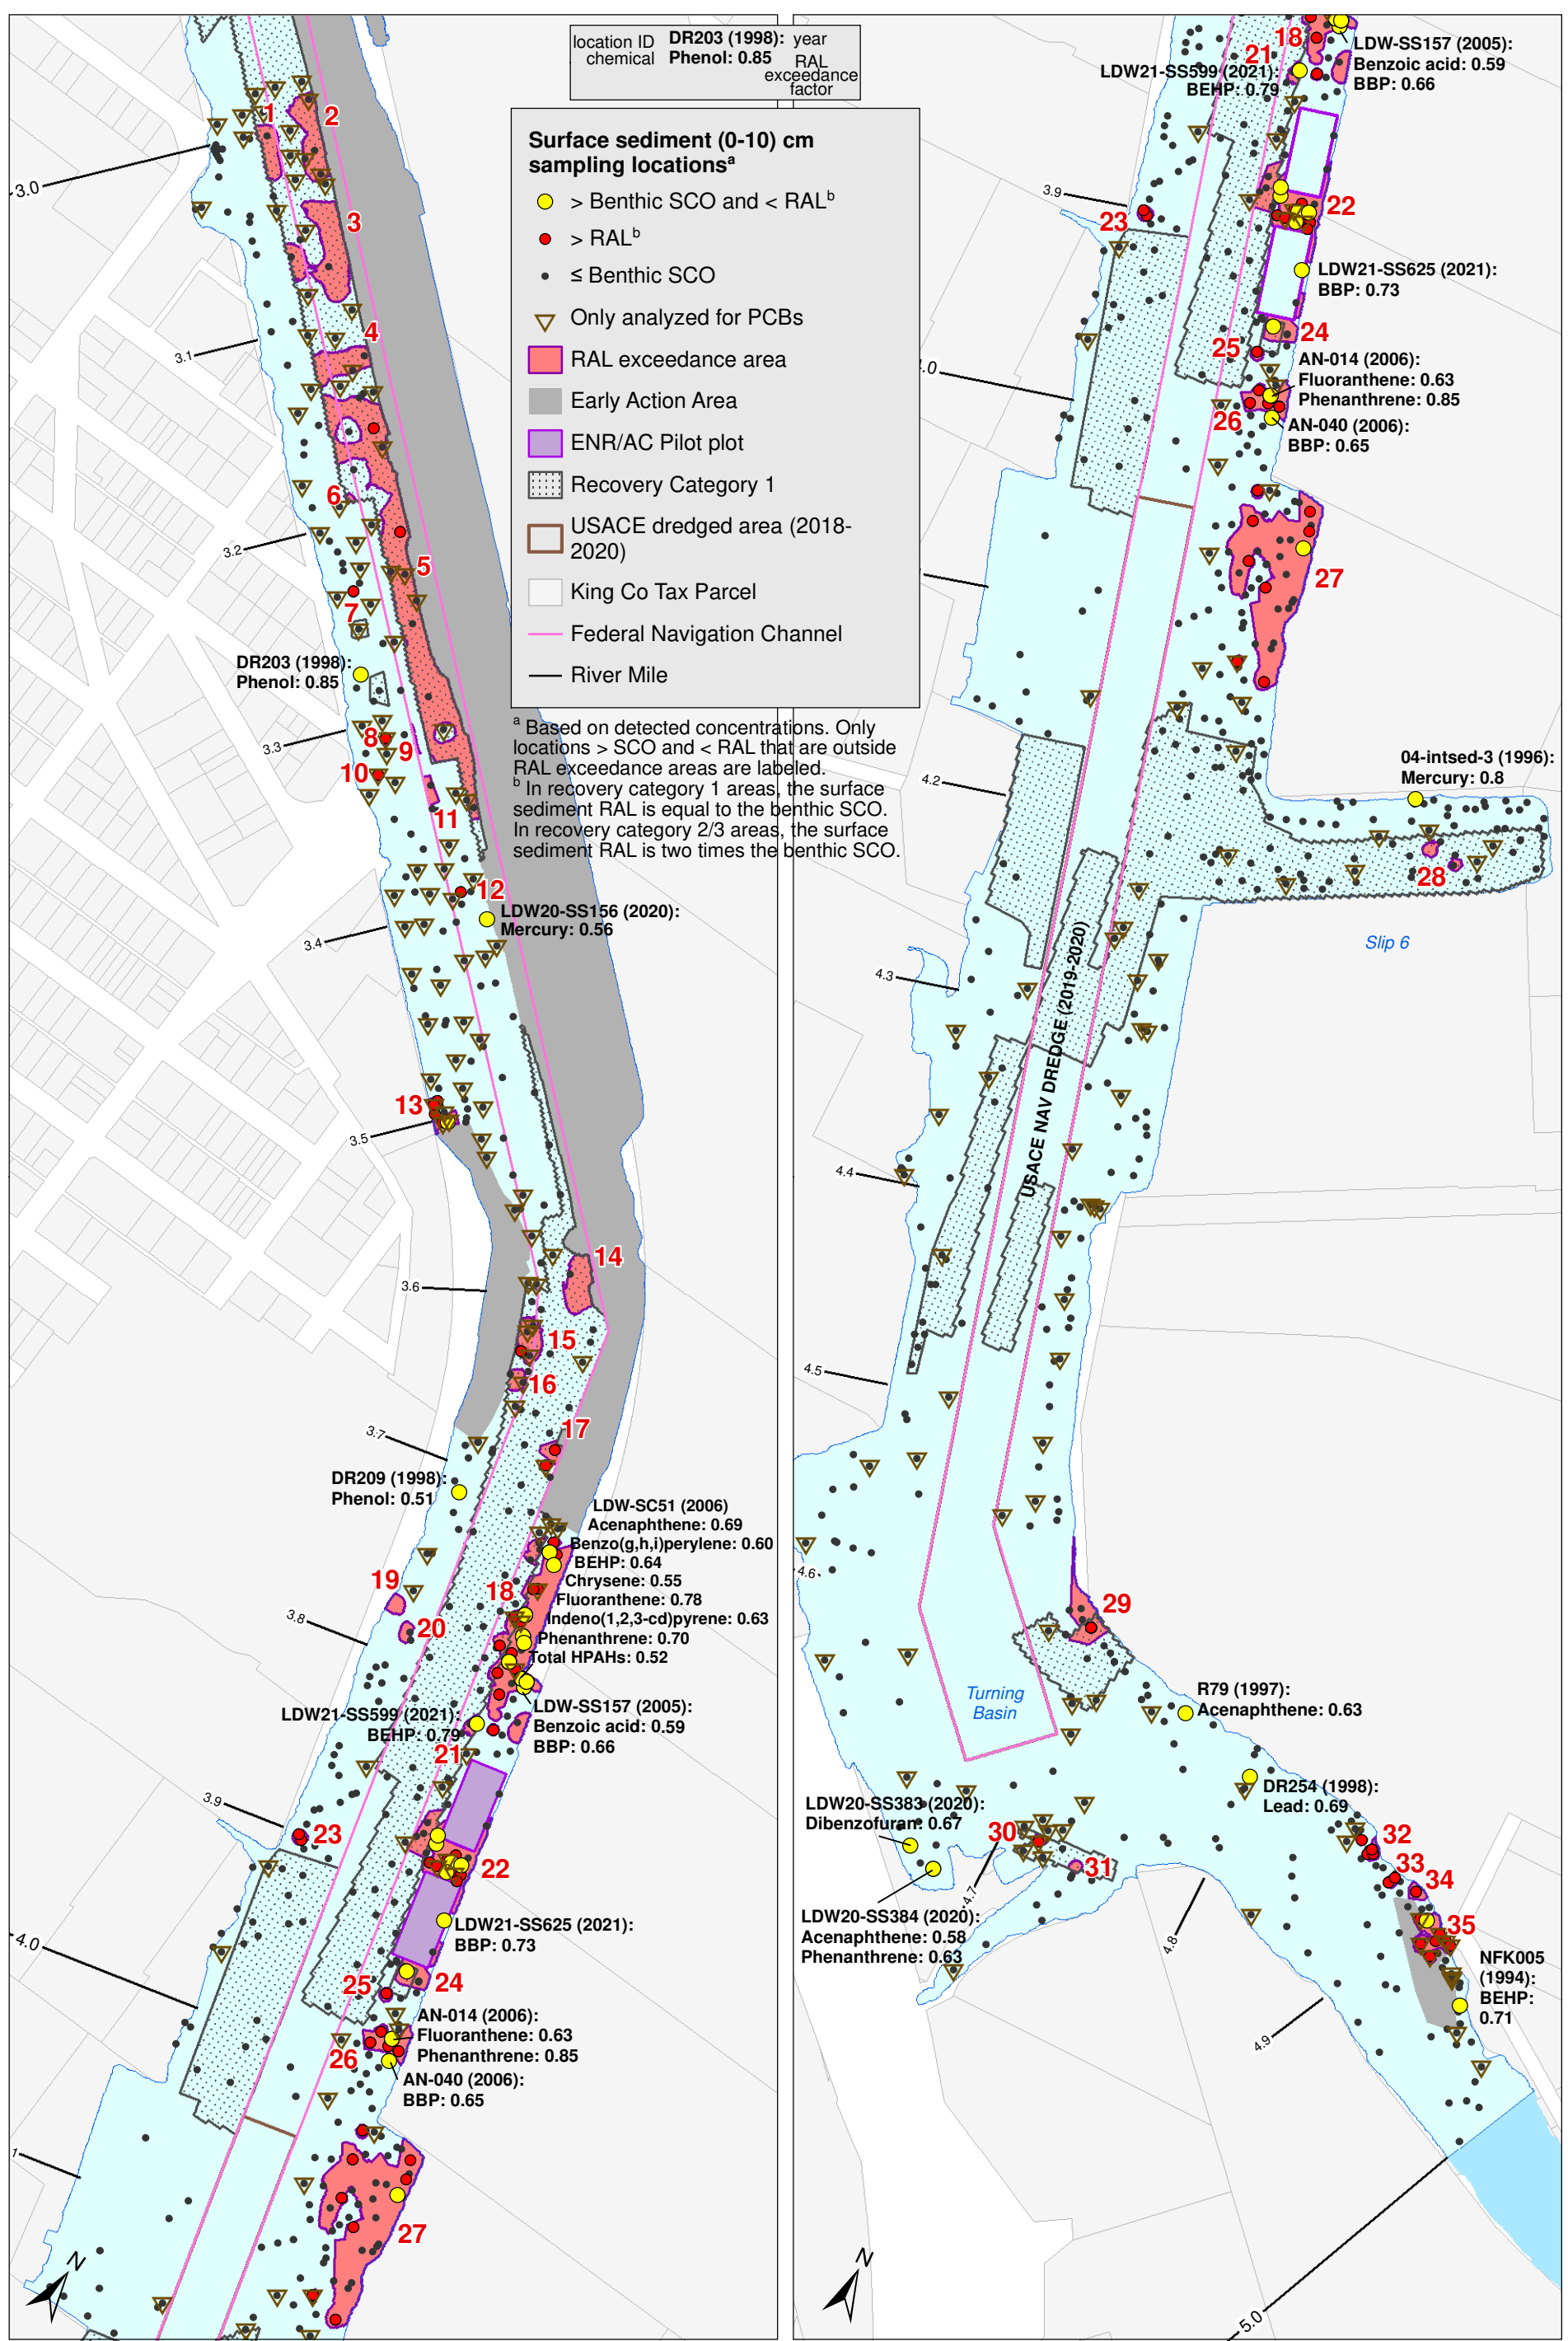 location ID
chemical
DR203 (1998):
Phenol: 0.85
year
RAL
exceedance
factor
Surface sediment (0-10) cm
sampling locationsa
> Benthic SCO and < RALb
> RALb
≤ Benthic SCO
Only analyzed for PCBs
RAL exceedance area
Early Action Area
ENR/AC Pilot plot
Recovery Category 1
USACE dredged area (2018-
2020)
King Co Tax Parcel
Federal Navigation Channel
River Mile
a Based on detected concentrations. Only
locations > SCO and < RAL that are outside
RAL exceedance areas are labeled.
b In recovery category 1 areas, the surface
sediment RAL is equal to the benthic SCO.
In recovery category 2/3 areas, the surface
sediment RAL is two times the benthic SCO.
1
2
3.0
3
4
3.1
6
3.2
5
7
DR203 (1998):
Phenol: 0.85
8
9
3.3
10
11
12
LDW20-SS156 (2020):
Mercury: 0.56
3.4
13
3.5
14
3.6
15
16
17
3.7
DR209 (1998):
Phenol: 0.51
LDW-SC51 (2006)
Acenaphthene: 0.69
Benzo(g,h,i)perylene: 0.60
BEHP: 0.64
Chrysene: 0.55
Fluoranthene: 0.78
Indeno(1,2,3-cd)pyrene: 0.63
Phenanthrene: 0.70
Total HPAHs: 0.52
18
19
20
3.8
LDW-SS157 (2005):
Benzoic acid: 0.59
BBP: 0.66
LDW21-SS599 (2021):
BEHP: 0.79
21
3.9
23
22
LDW21-SS625 (2021):
BBP: 0.73
4.0
24
25
AN-014 (2006):
Fluoranthene: 0.63
Phenanthrene: 0.85
26
AN-040 (2006):
BBP: 0.65
1
27
N
18
21
LDW-SS157 (2005):
Benzoic acid: 0.59
BBP: 0.66
LDW21-SS599 (2021):
BEHP: 0.79
3.9
23
22
LDW21-SS625 (2021):
BBP: 0.73
24
25
.0
AN-014 (2006):
Fluoranthene: 0.63
Phenanthrene: 0.85
26
AN-040 (2006):
BBP: 0.65
27
4.2
04-intsed-3 (1996):
Mercury: 0.8
28
Slip 6
4.3
USACE NAV DREDGE (2019-2020)
4.4
4.5
4.6
29
Turning
Basin
R79 (1997):
Acenaphthene: 0.63
DR254 (1998):
Lead: 0.69
LDW20-SS383 (2020):
Dibenzofuran: 0.67
30
31
32
33
34
35
4.7
LDW20-SS384 (2020):
Acenaphthene: 0.58
Phenanthrene: 0.63
4.8
NFK005
(1994):
BEHP:
0.71
4.9
5.0
N